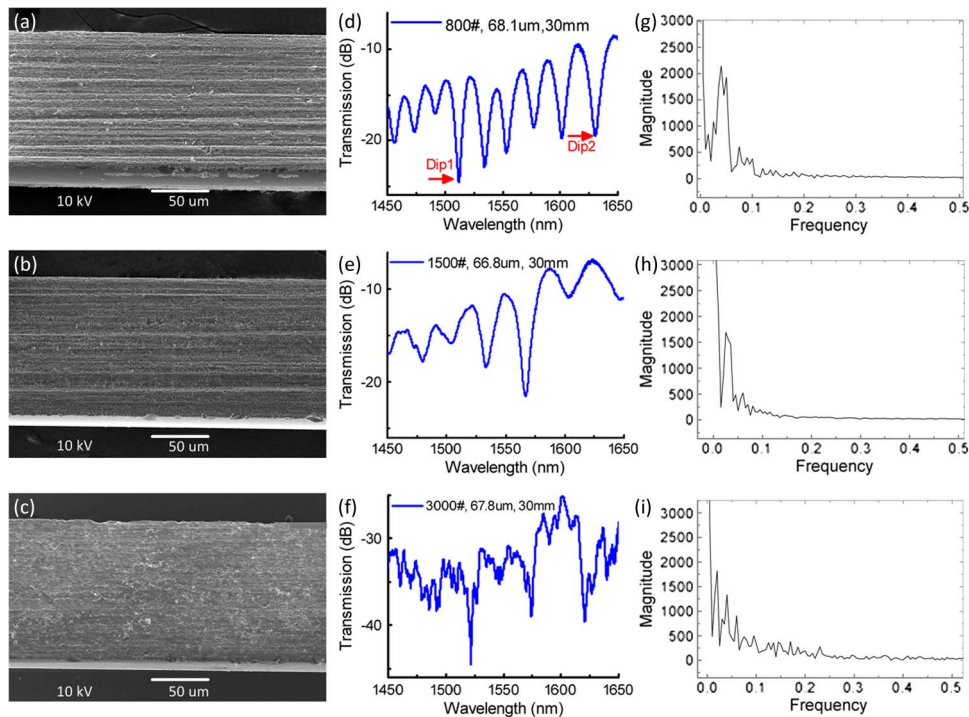 (a)
10 kV 50 um
(d)
800#, 68.1um,30mm
Transmission (dB)
-10
-20
Dip1
Dip2
1450 1500 1550 1600 1650
Wavelength (nm)
(g)
Magnitude
3000
2500
2000
1500
1000
500
0
0.0 0.1 0.2 0.3 0.4 0.5
Frequency
(b)
10 kV 50 um
(e)
1500#, 66.8um, 30mm
Transmission (dB)
-10
-20
1450 1500 1550 1600 1650
Wavelength (nm)
(h)
Magnitude
3000
2500
2000
1500
1000
500
0
0.0 0.1 0.2 0.3 0.4 0.5
Frequency
(c)
10 kV 50 um
(f)
3000#, 67.8um, 30mm
Transmission (dB)
-30
-40
1450 1500 1550 1600 1650
Wavelength (nm)
(i)
Magnitude
3000
2500
2000
1500
1000
500
0
0.0 0.1 0.2 0.3 0.4 0.5
Frequency